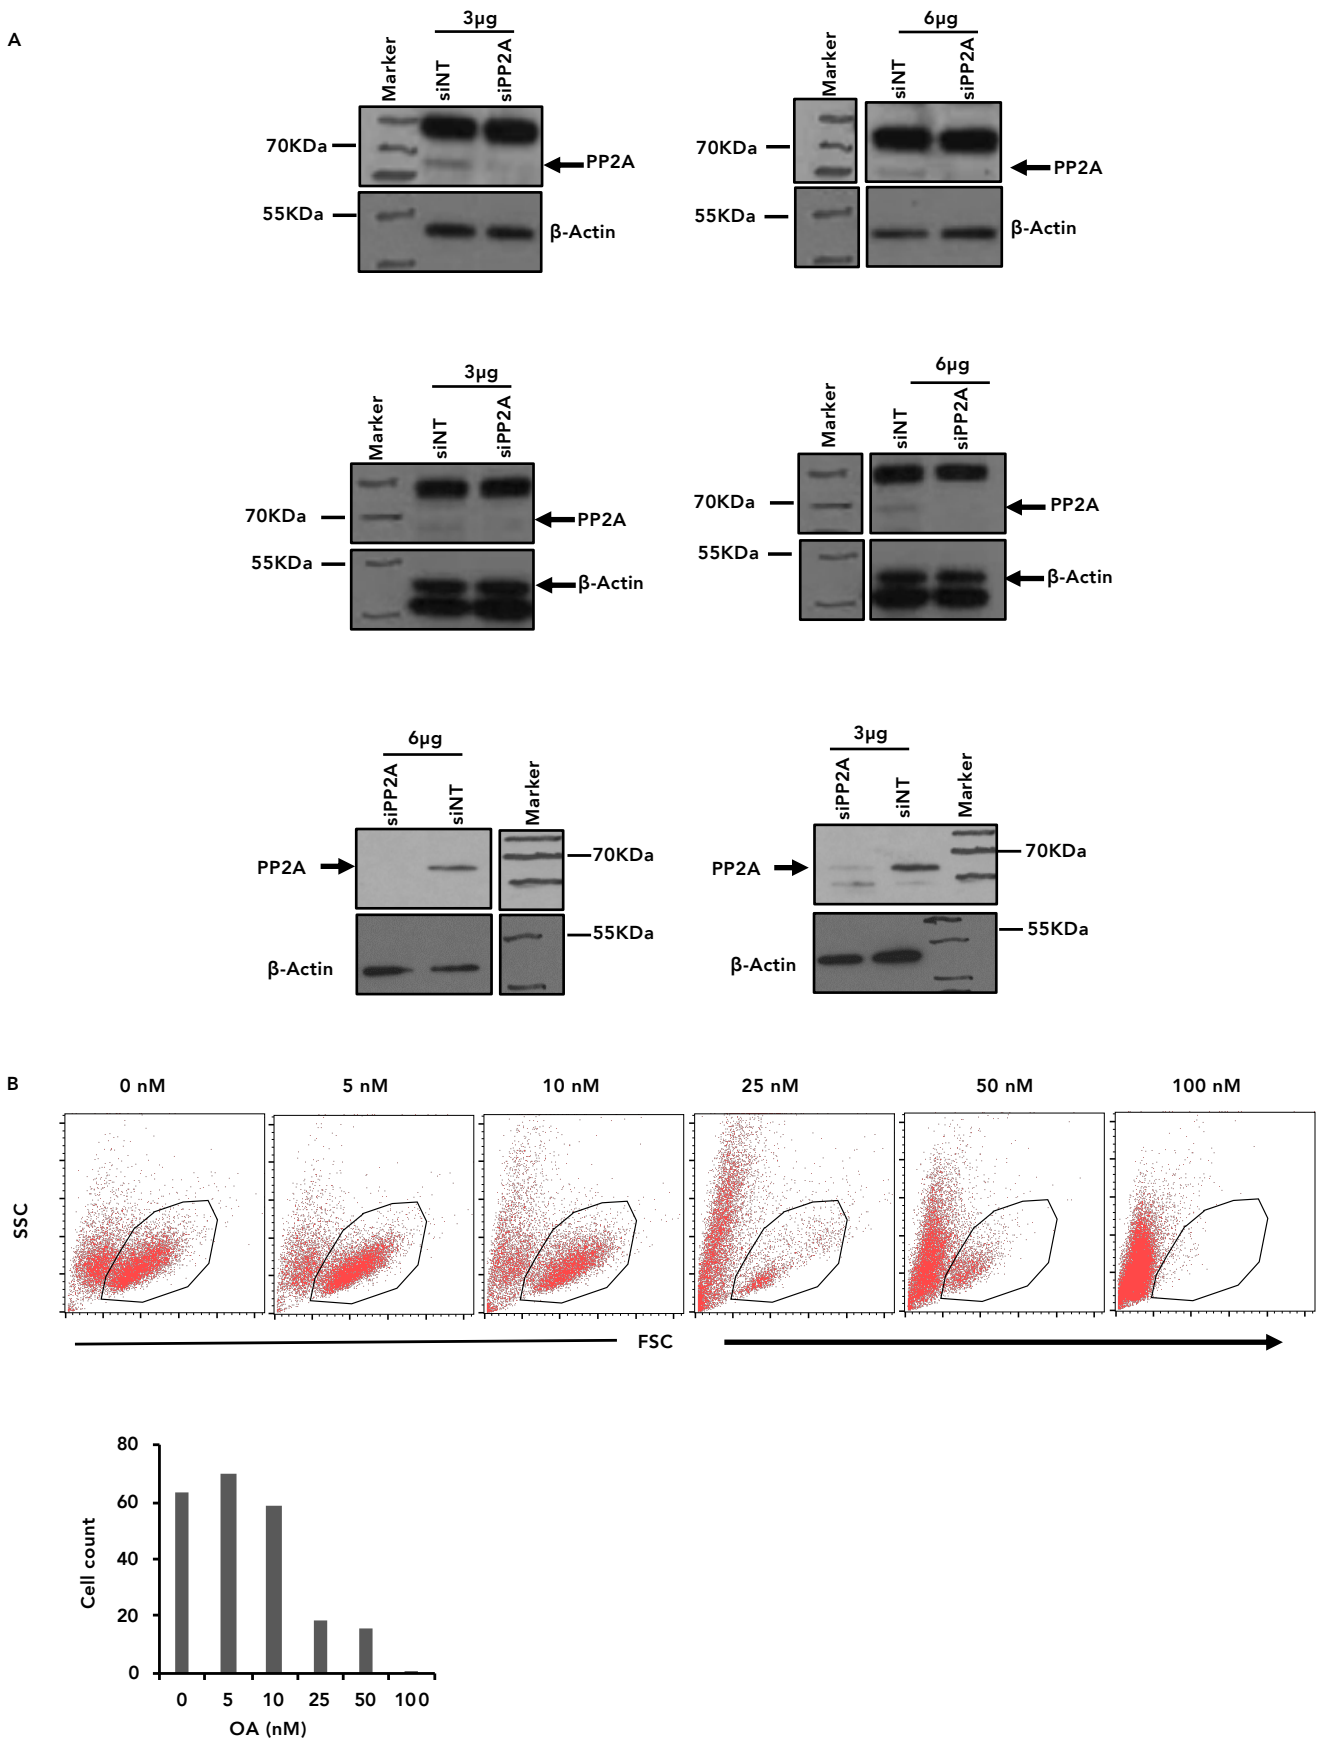 A
3µg
Marker
siNT
siPP2A
70KDa
PP2A
55KDa
β-Actin
6µg
Marker
siNT
siPP2A
70KDa
PP2A
55KDa
β-Actin
3µg
Marker
siNT
siPP2A
70KDa
PP2A
55KDa
β-Actin
6µg
Marker
siNT
siPP2A
70KDa
PP2A
55KDa
β-Actin
6µg
siPP2A
siNT
Marker
PP2A
70KDa
55KDa
β-Actin
3µg
siPP2A
siNT
Marker
PP2A
70KDa
55KDa
β-Actin
B
0 nM 5 nM 10 nM 25 nM 50 nM 100 nM
SSC
FSC
80
60
40
20
0
Cell count
0 5 10 25 50 100
OA (nM)